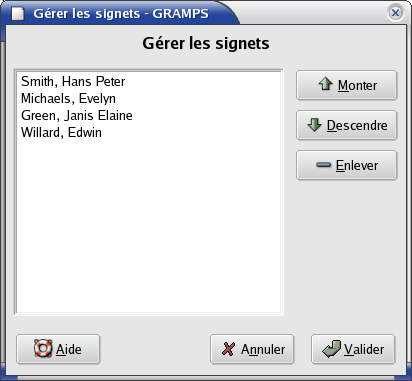 Gérer les signets - GRAMPS
Gérer les signets
Smith, Hans Peter
Michaels, Evelyn
Green, Janis Elaine
Willard, Edwin
Monter
Descendre
Enlever
Aide
Annuler
Valider